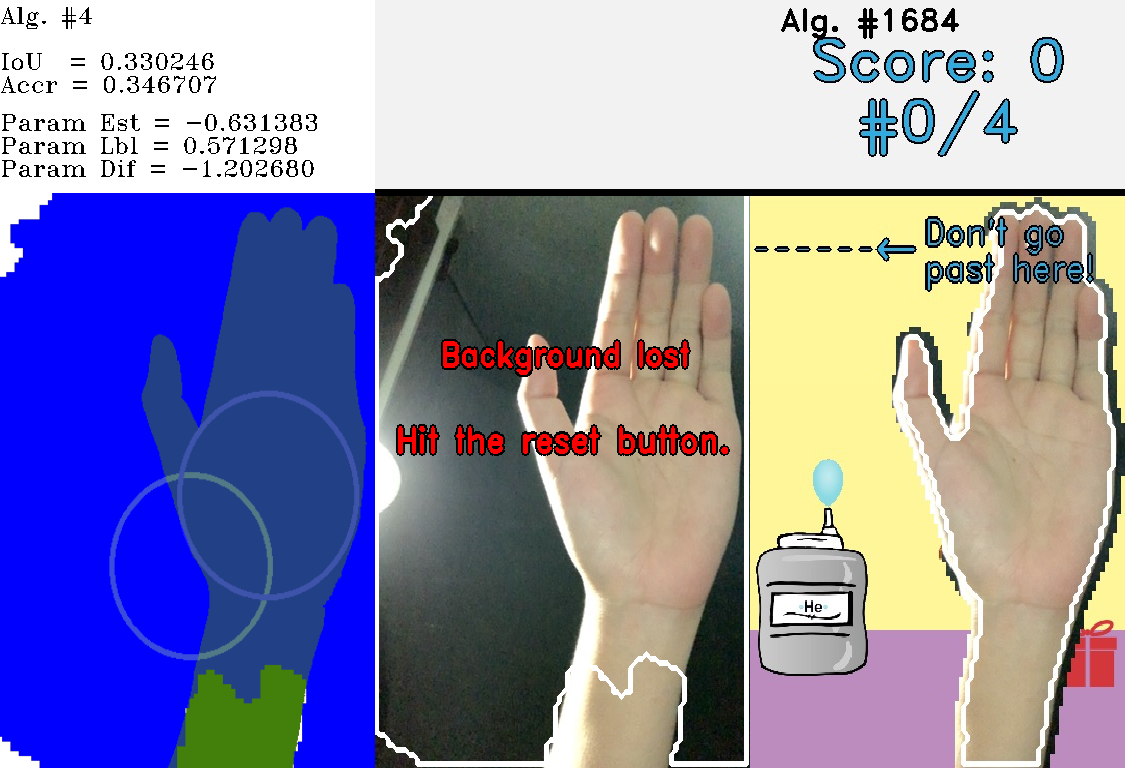 Alg. #4
IoU = 0.330246
Accr = 0.346707
Param Est = −0.631383
Param Lbl = 0.571298
Param Dif = −1.202680
Alg. #1684
Score: 0
#0/4
Background lost
Hit the reset button.
Don't go
past here!
He